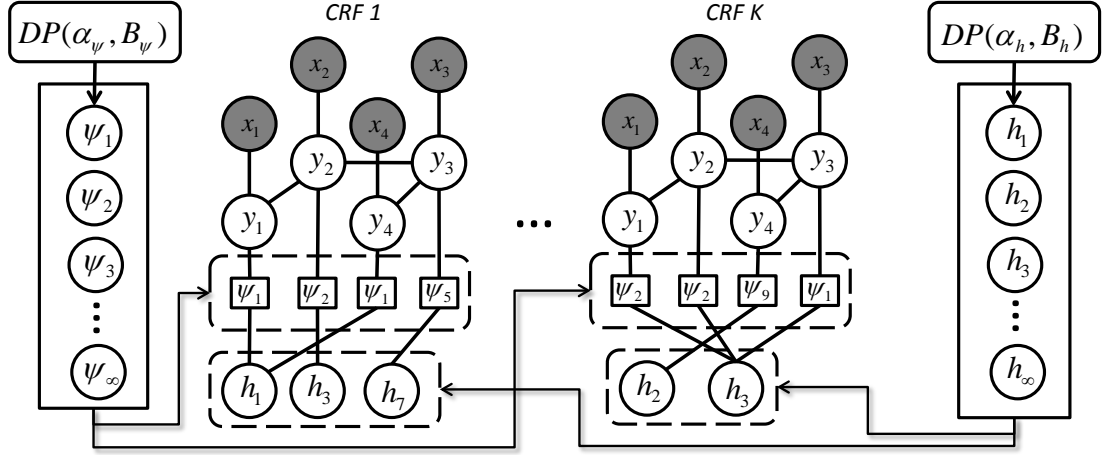 CRF 1
CRF K
DP(α_ψ, B_ψ)
DP(α_h, B_h)
x_2
x_3
x_2
x_3
x_1
x_4
x_1
x_4
ψ_1
h_1
y_2
y_3
y_2
y_3
ψ_2
h_2
y_1
y_4
...
y_1
y_4
ψ_3
h_3
ψ_1
ψ_2
ψ_1
ψ_5
ψ_2
ψ_2
ψ_9
ψ_1
ψ_∞
h_∞
h_1
h_3
h_7
h_2
h_3